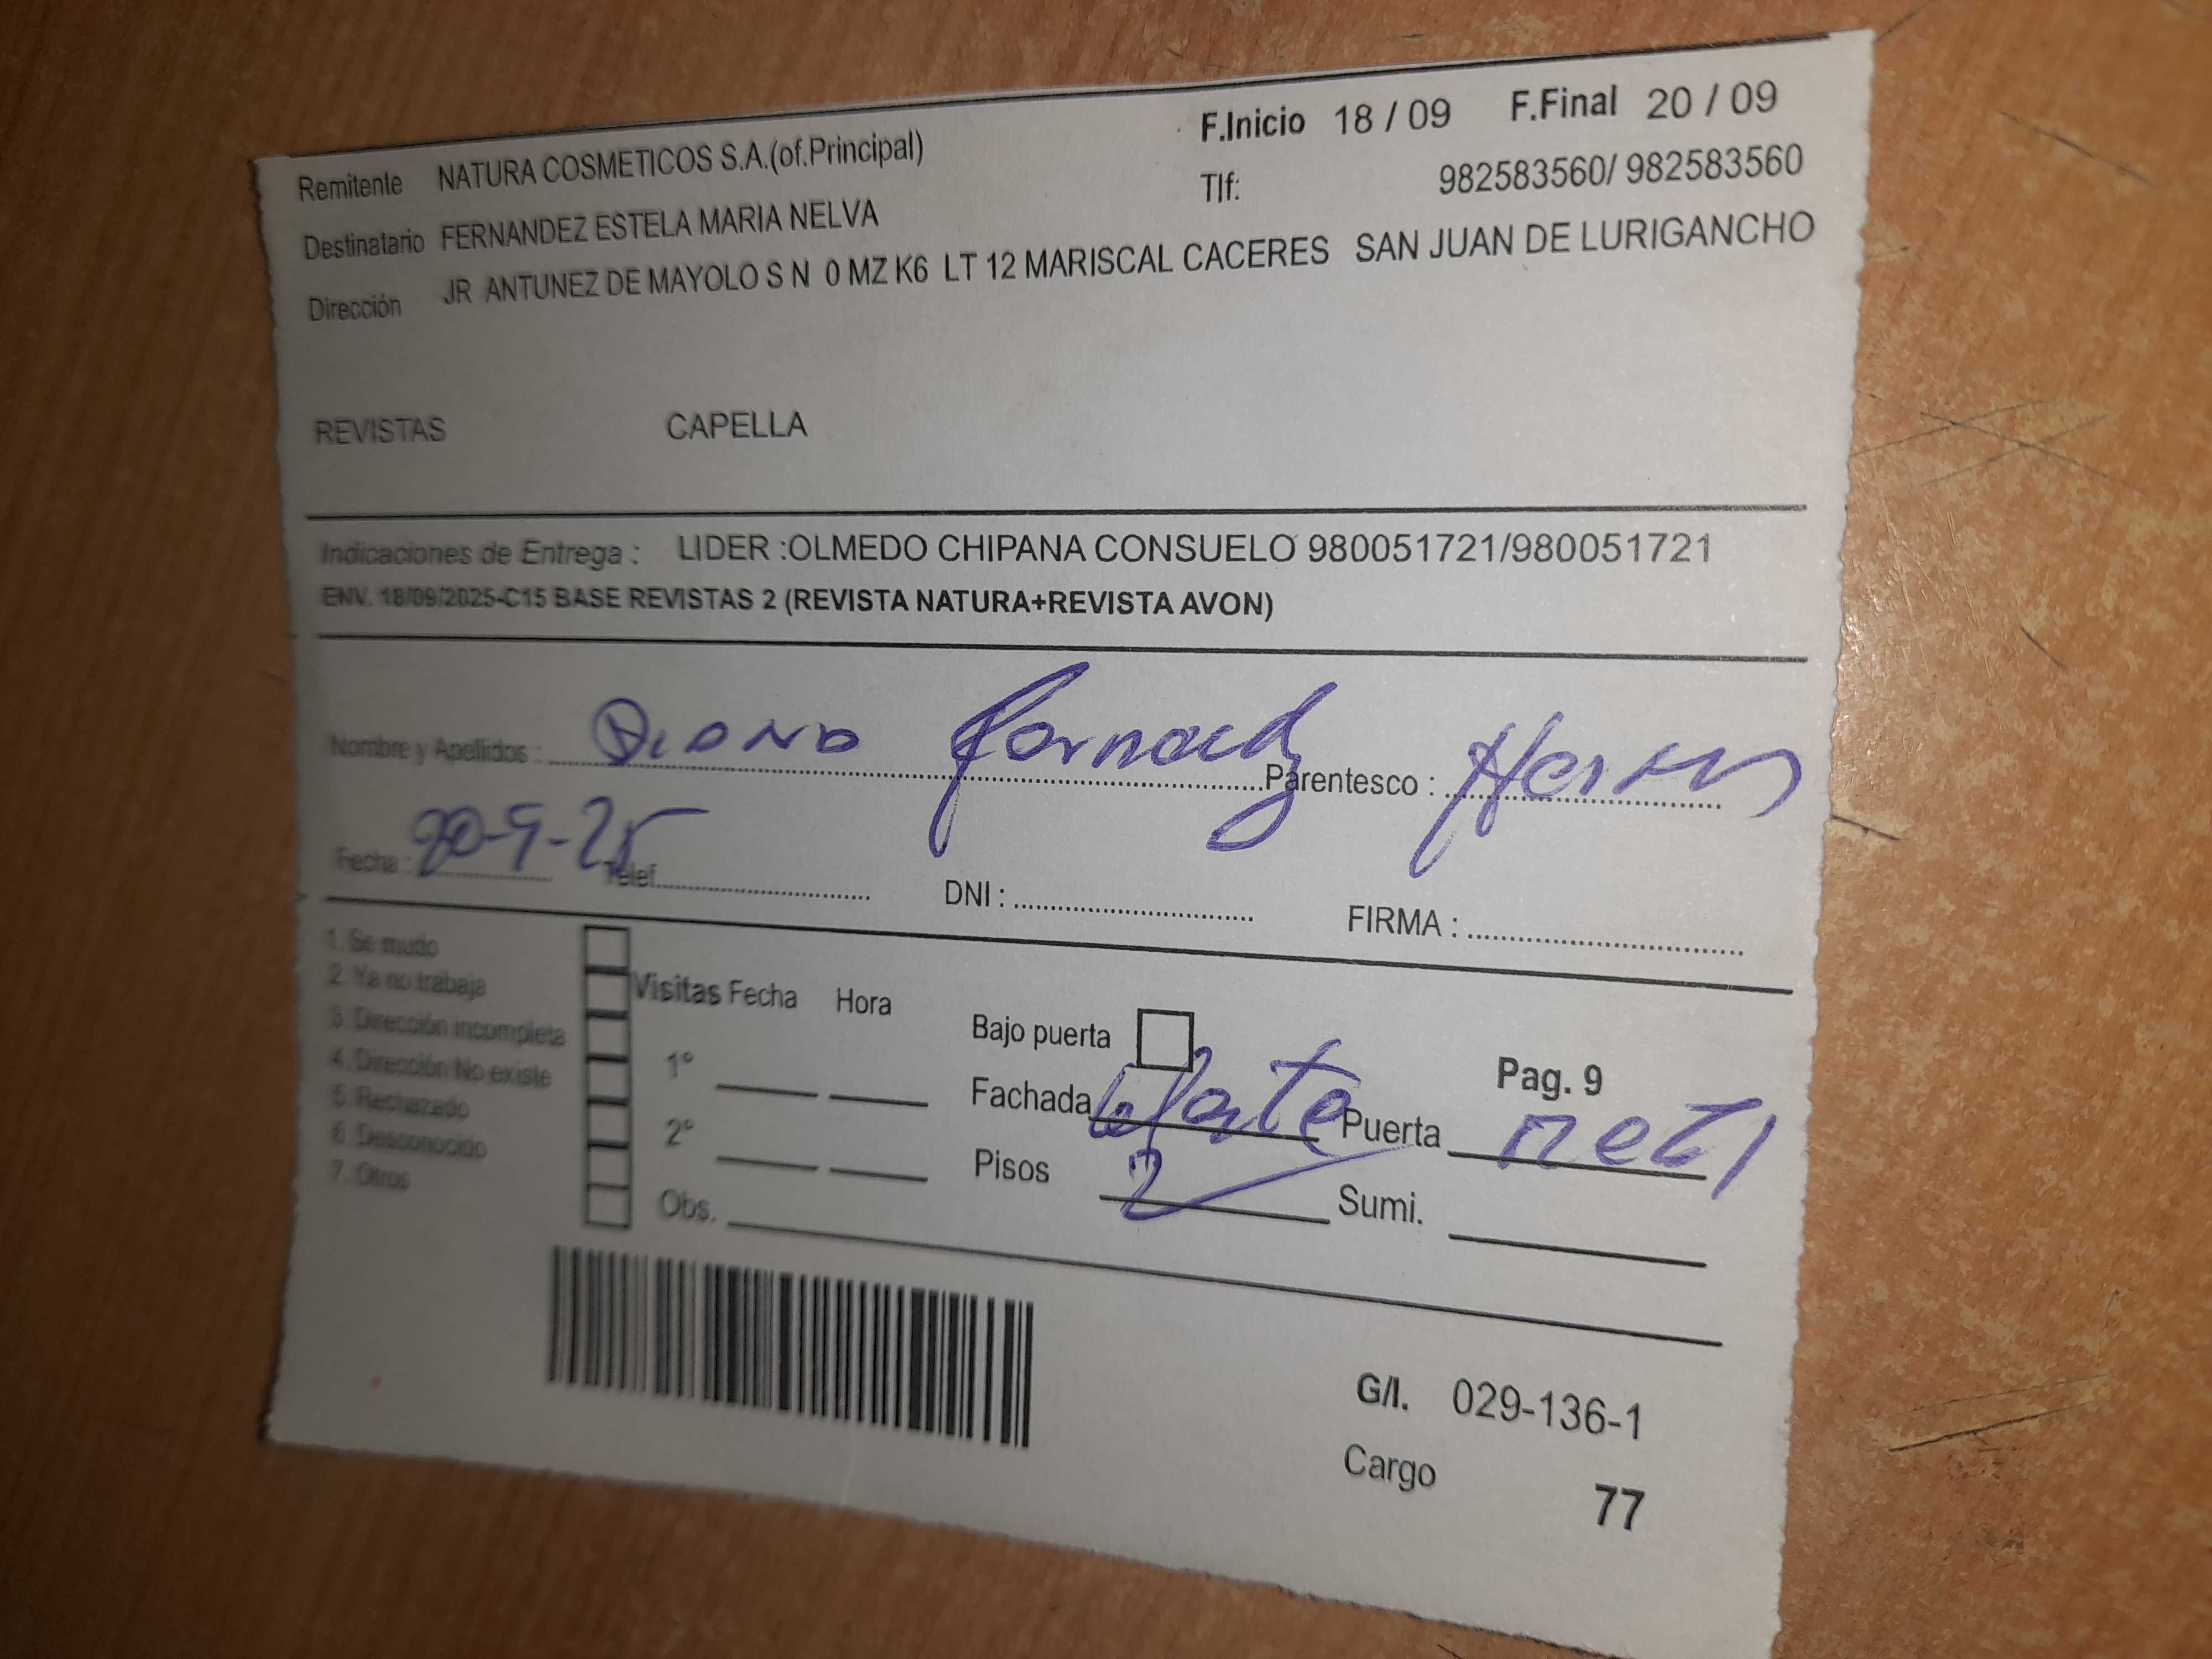 Remitente NATURA COSMETICOS S.A.(of.Principal) F.Inicio 18 / 09 F.Final 20 / 09
Destinatario FERNANDEZ ESTELA MARIA NELVA Tlf: 982583560/ 982583560
Dirección JR ANTUNEZ DE MAYOLO S N 0 MZ K6 LT 12 MARISCAL CACERES SAN JUAN DE LURIGANCHO
REVISTAS CAPELLA
Indicaciones de Entrega : LIDER :OLMEDO CHIPANA CONSUELO 980051721/980051721
ENV. 18/09/2025-C15 BASE REVISTAS 2 (REVISTA NATURA+REVISTA AVON)
Nombre y Apellidos : Parentesco :
Fecha : 20-9-25 Telef. DNI : FIRMA :
1. Se mudo
2. Ya no trabaja
3. Dirección incompleta
4. Dirección No existe
5. Rechazado
6. Desconocido
7. Otros
Visitas Fecha Hora
1°
2°
Obs.
Bajo puerta Pag. 9
Fachada Puerta
Pisos 2 Sumi.
G/I. 029-136-1
Cargo 77